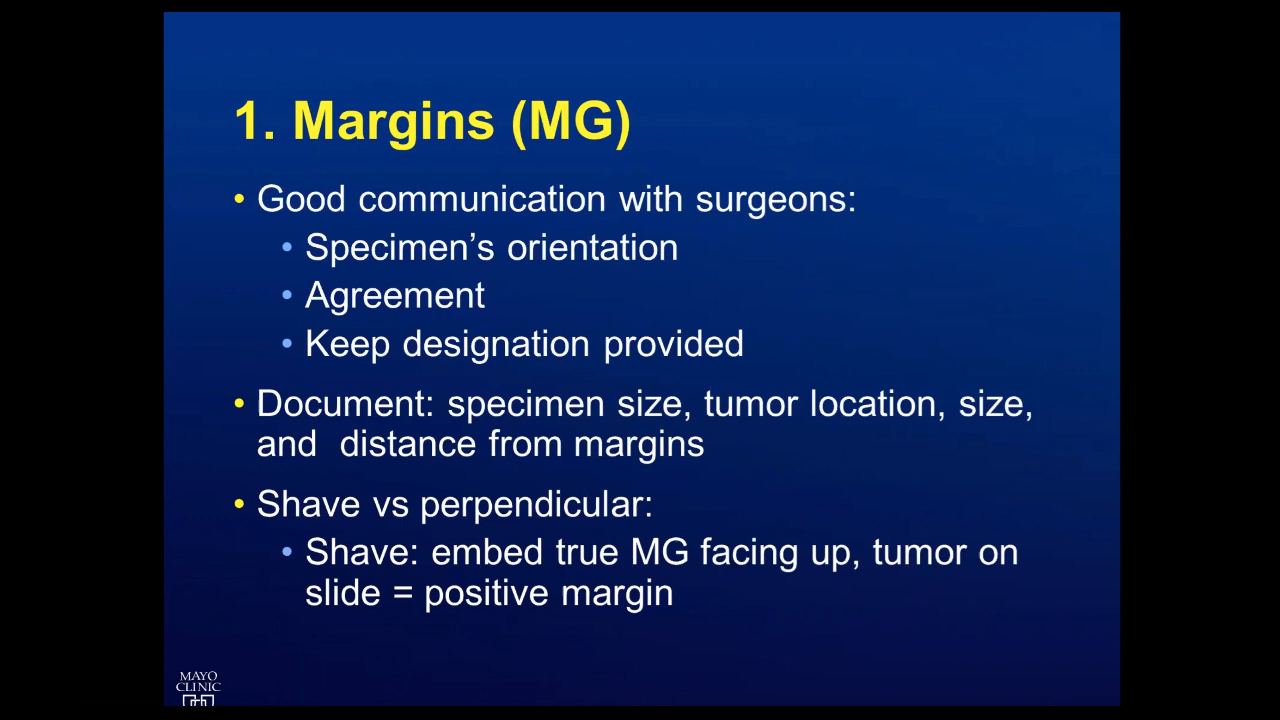 1. Margins (MG)
• Good communication with surgeons:
• Specimen’s orientation
• Agreement
• Keep designation provided
• Document: specimen size, tumor location, size,
and  distance from margins
• Shave vs perpendicular:
• Shave: embed true MG facing up, tumor on
slide = positive margin
MAYO
CLINIC